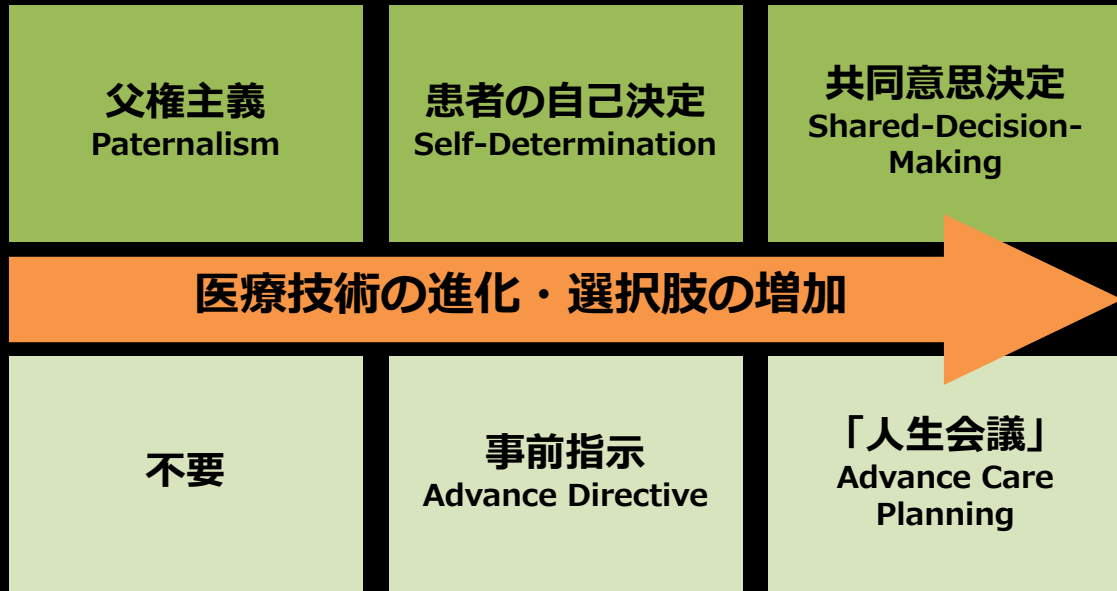 父権主義
Paternalism
患者の自己決定
Self-Determination
共同意思決定
Shared-Decision-
Making
医療技術の進化・選択肢の増加
不要
事前指示
Advance Directive
「人生会議」
Advance Care
Planning